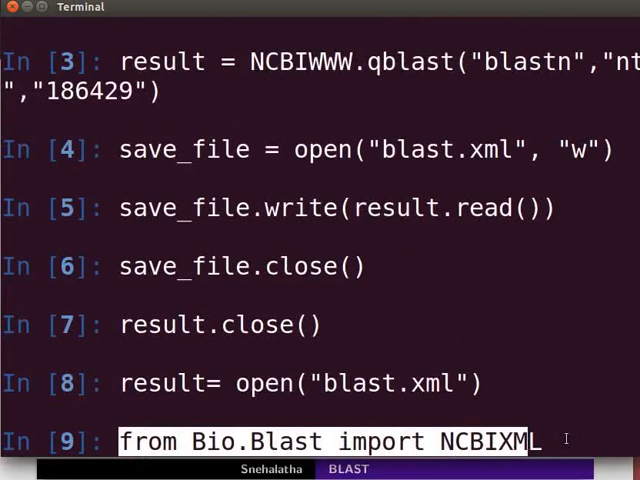 Terminal
In [3]: result = NCBIWWW.qblast("blastn","nt
","186429")
In [4]: save_file = open("blast.xml", "w")
In [5]: save_file.write(result.read())
In [6]: save_file.close()
In [7]: result.close()
In [8]: result= open("blast.xml")
In [9]: from Bio.Blast import NCBIXML
Snehalatha BLAST